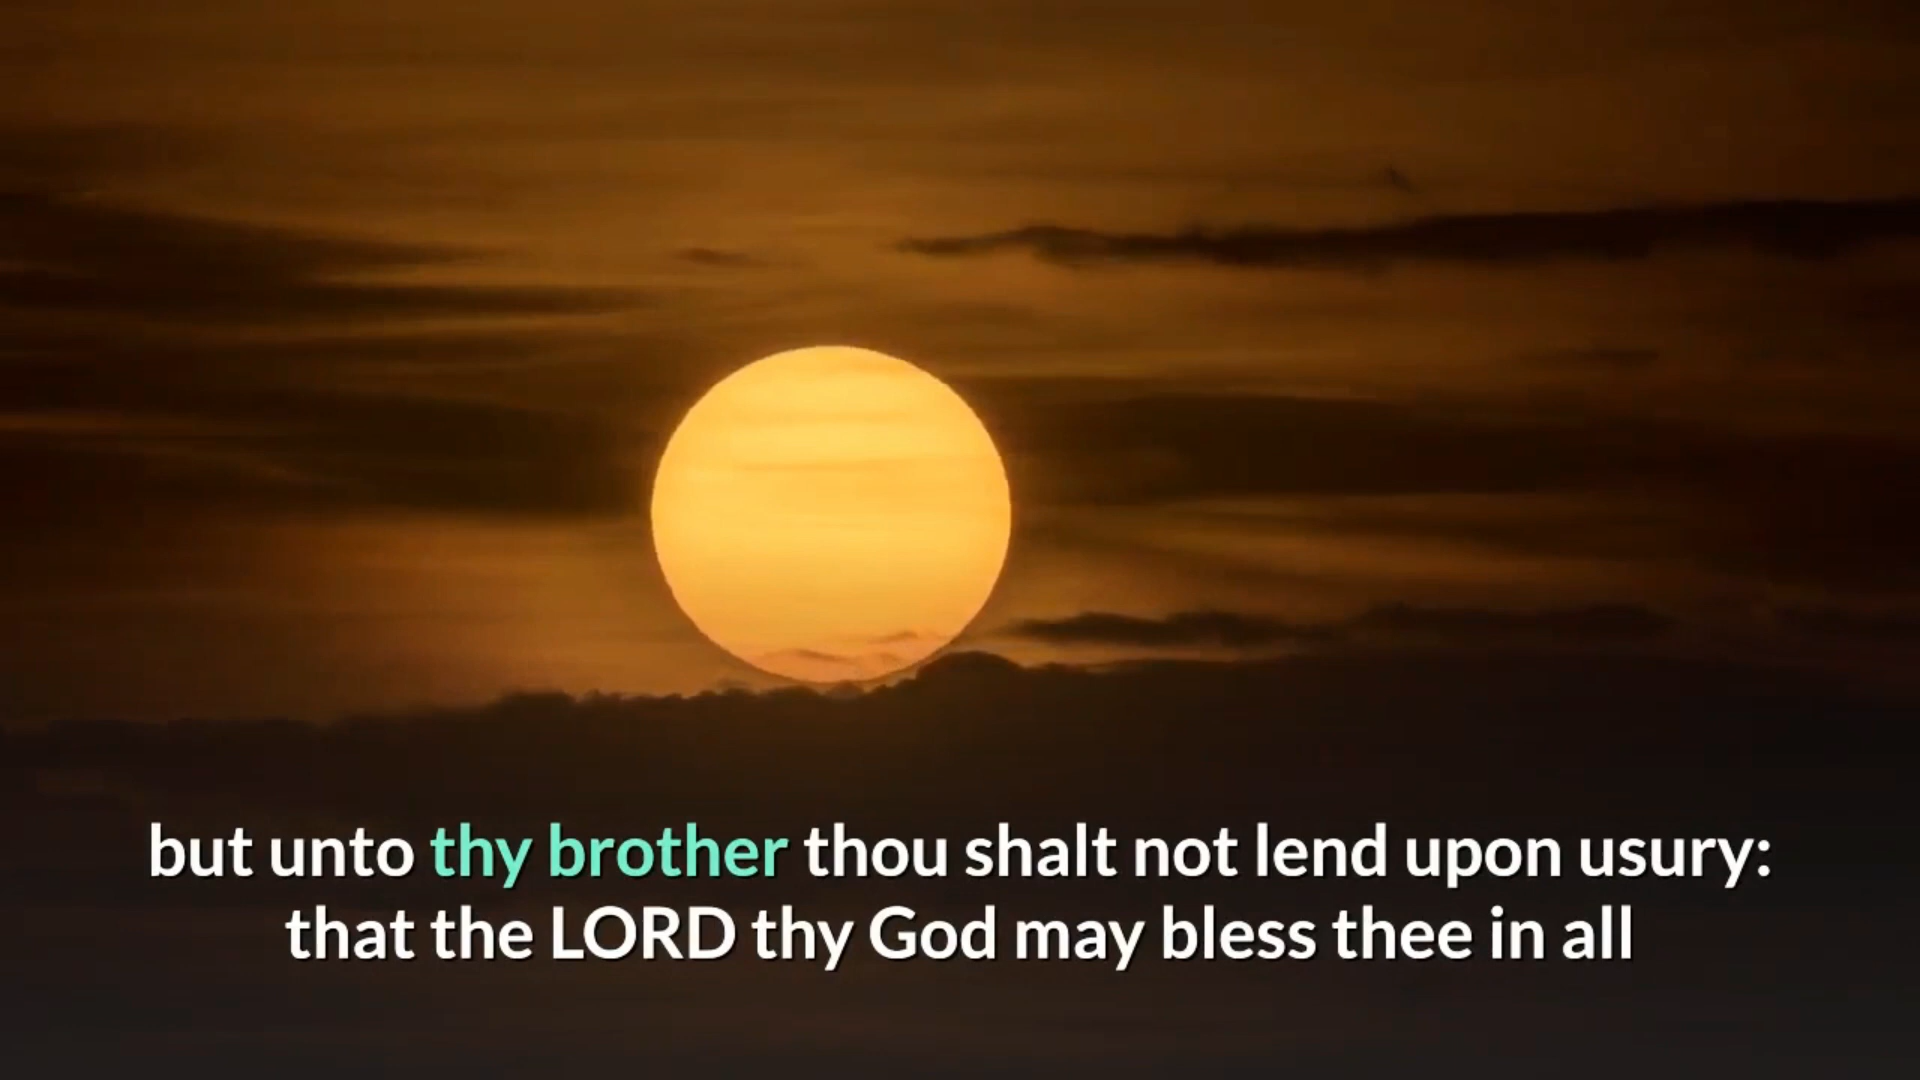 but unto thy brother thou shalt not lend upon usury:
that the LORD thy God may bless thee in all